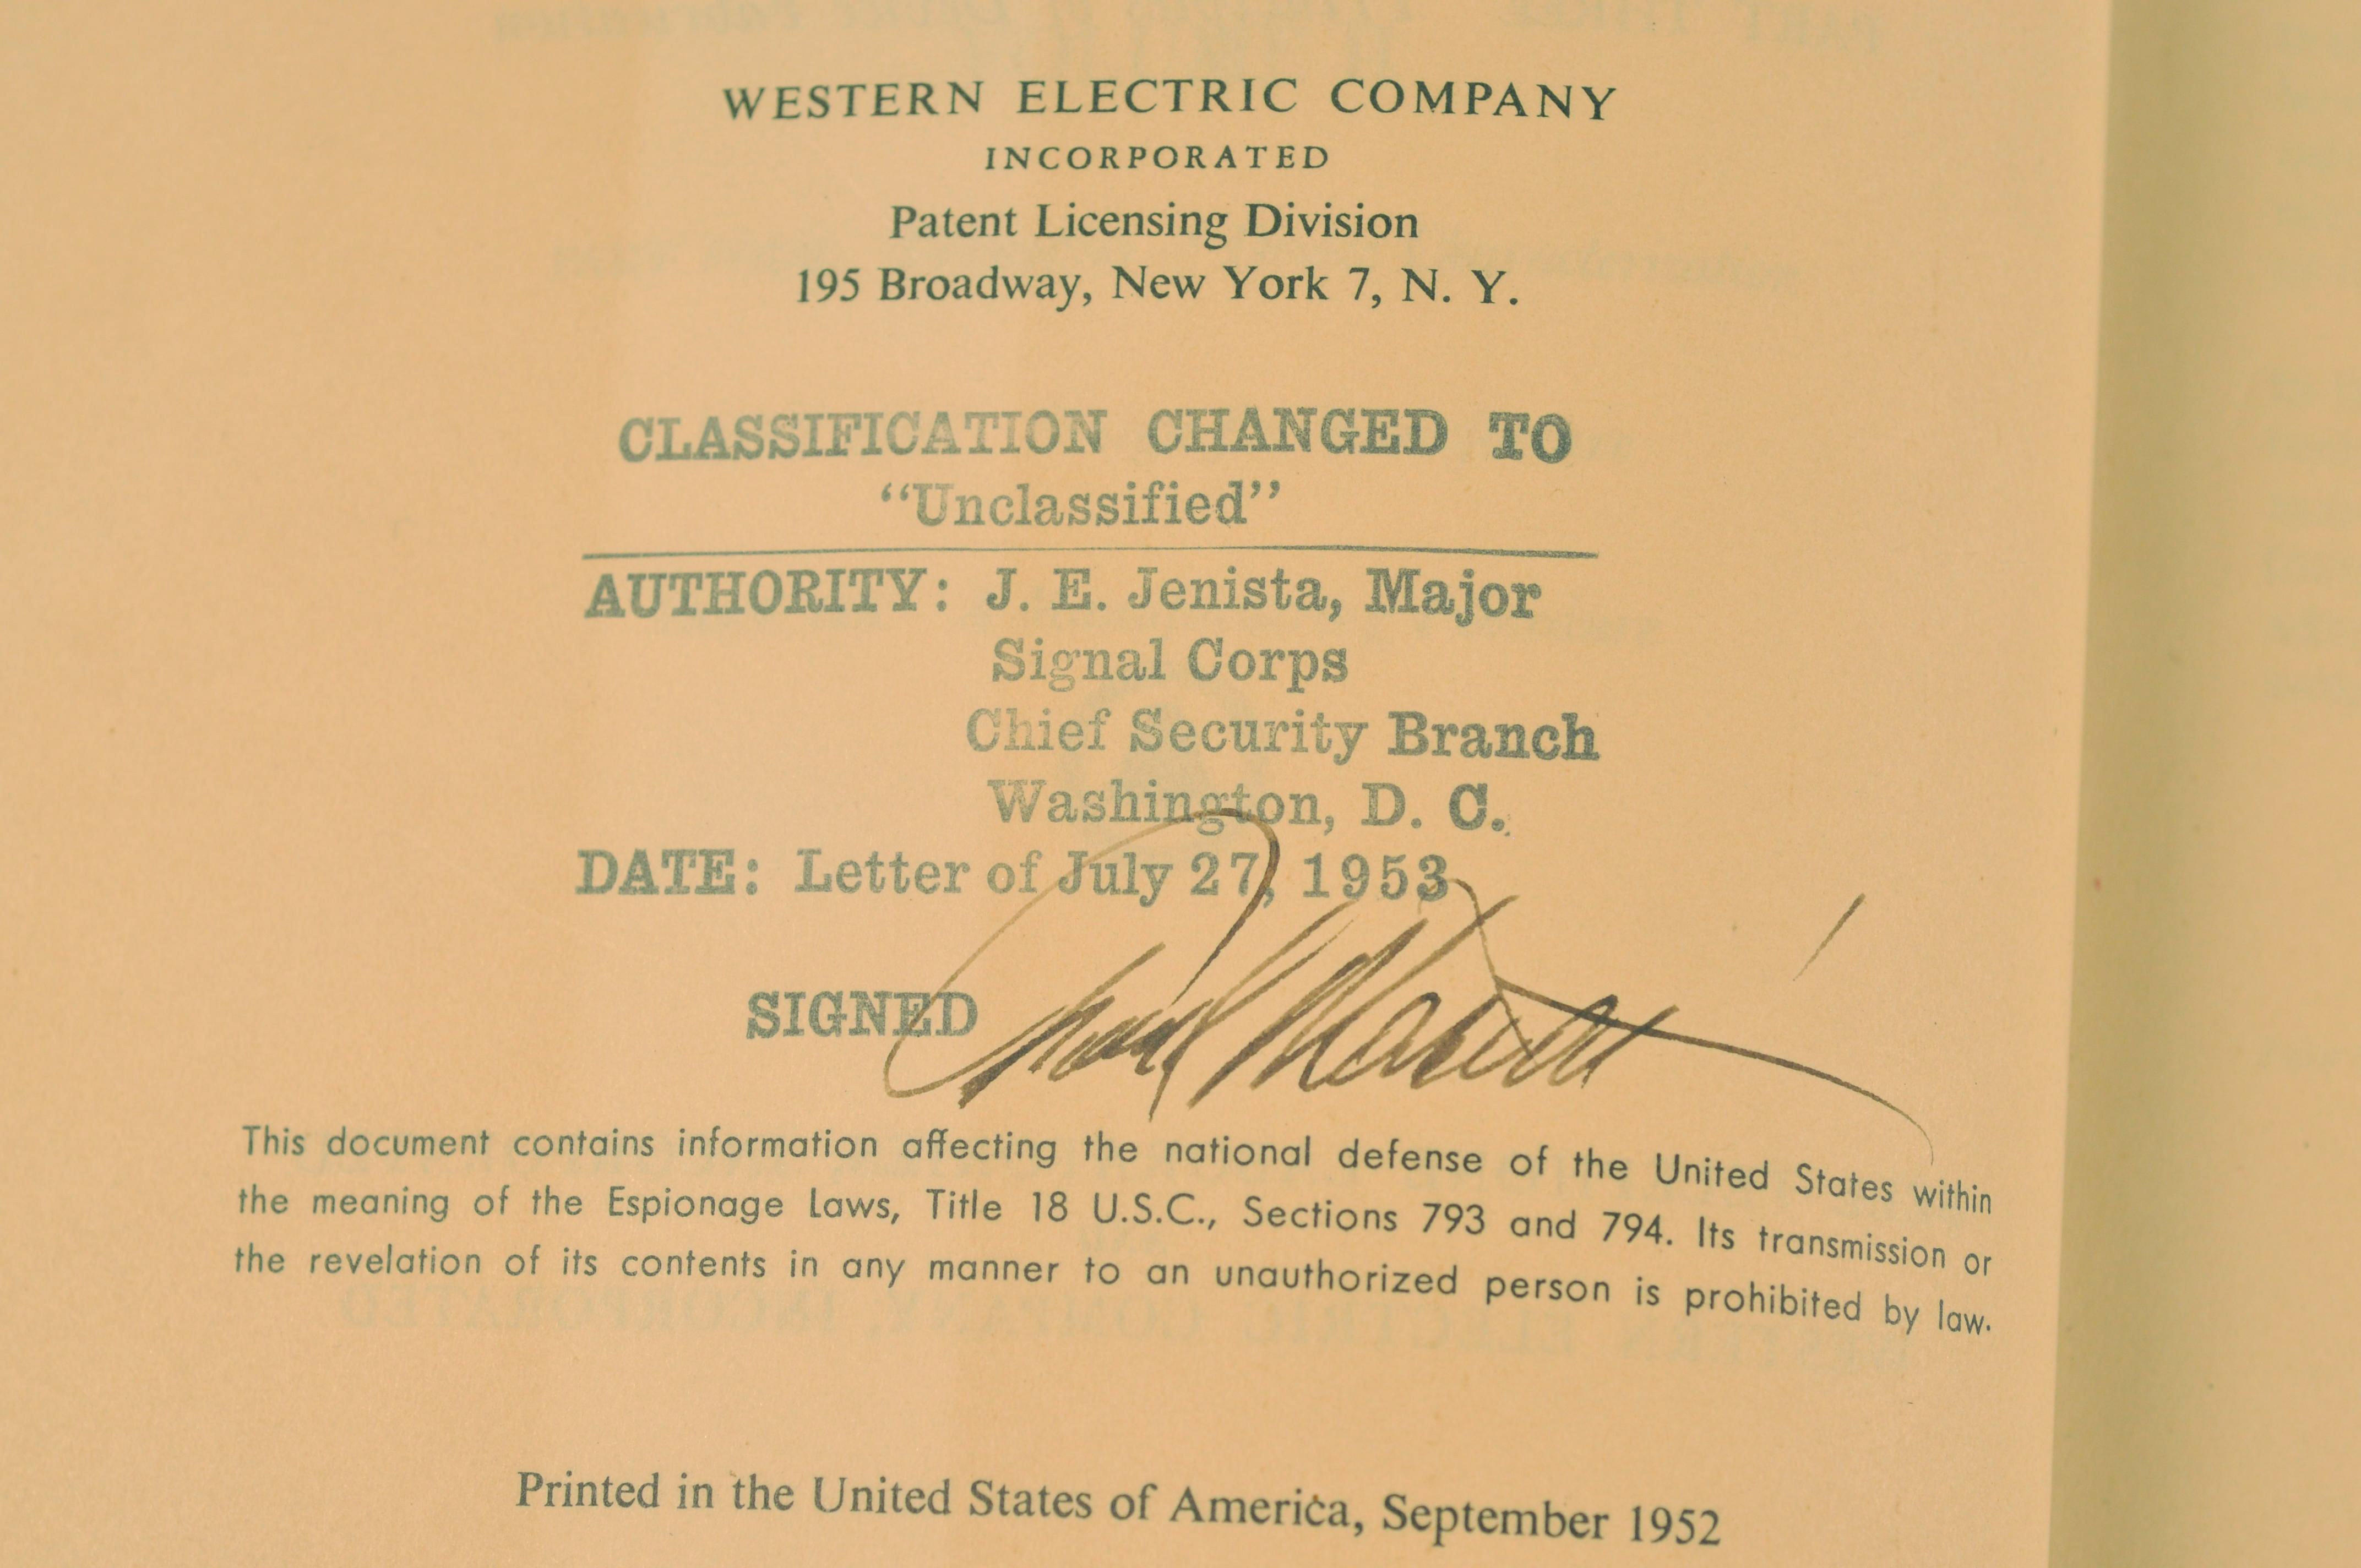 WESTERN ELECTRIC COMPANY
INCORPORATED
Patent Licensing Division
195 Broadway, New York 7, N. Y.
CLASSIFICATION CHANGED TO
“Unclassified”
AUTHORITY: J. E. Jenista, Major
Signal Corps
Chief Security Branch
Washington, D. C.
DATE: Letter of July 27, 1953
SIGNED
This document contains information affecting the national defense of the United States within
the meaning of the Espionage Laws, Title 18 U.S.C., Sections 793 and 794. Its transmission or
the revelation of its contents in any manner to an unauthorized person is prohibited by law.
Printed in the United States of America, September 1952